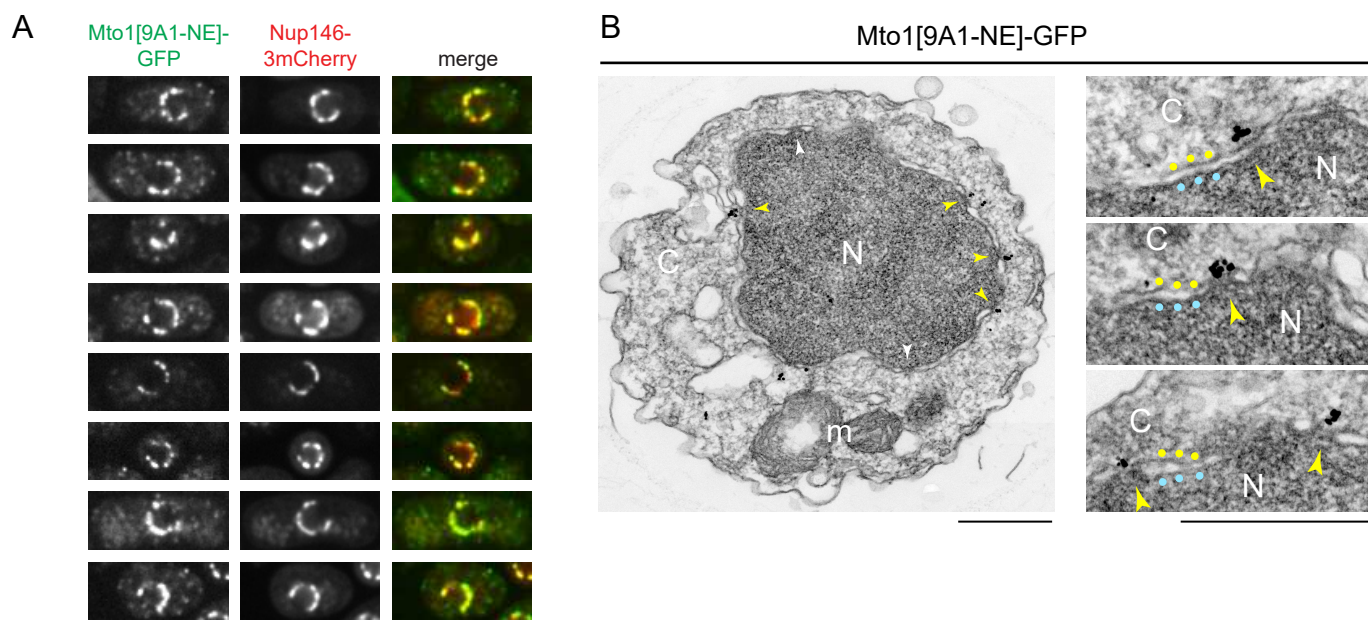 A
Mto1[9A1-NE]-
GFP
Nup146-
3mCherry
merge
B
Mto1[9A1-NE]-GFP
C
N
m
C
N
C
N
C
N